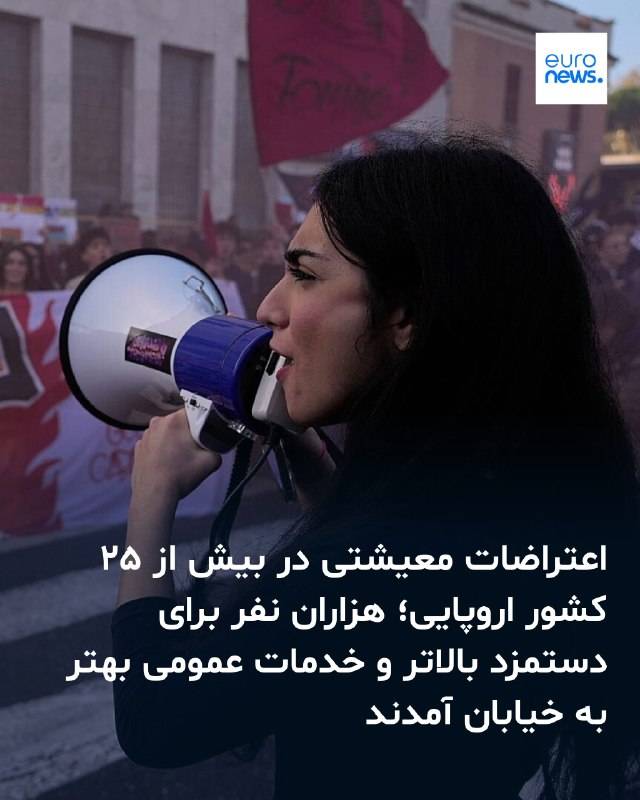 euro
news.
اعتراضات معیشتی در بیش از ۲۵
کشور اروپایی؛ هزاران نفر برای
دستمزد بالاتر و خدمات عمومی بهتر
به خیابان آمدند